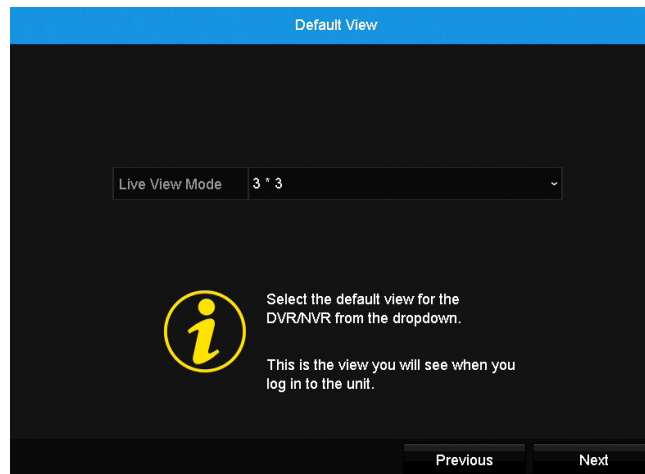 Default View
Live View Mode 3 * 3
Select the default view for the
DVR/NVR from the dropdown.
This is the view you will see when you
log in to the unit.
Previous Next